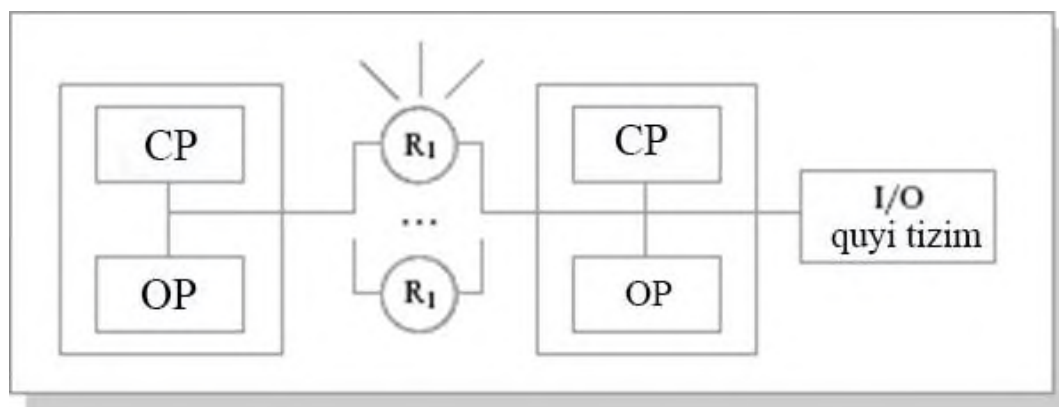 CP
OP
R1
...
R1
CP
OP
I/O
quyi tizim